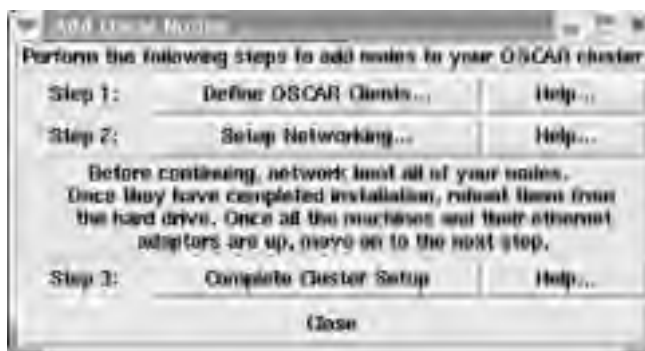 Add Oscar Nodes
Perform the following steps to add nodes to your OSCAR cluster
Step 1: Define OSCAR Clients... Help...
Step 2: Setup Networking... Help...
Before continuing, network boot all of your nodes.
Once they have completed installation, reboot them from
the hard drive. Once all the machines and their ethernet
adaptors are up, move on to the next step.
Step 3: Complete Cluster Setup Help...
Close